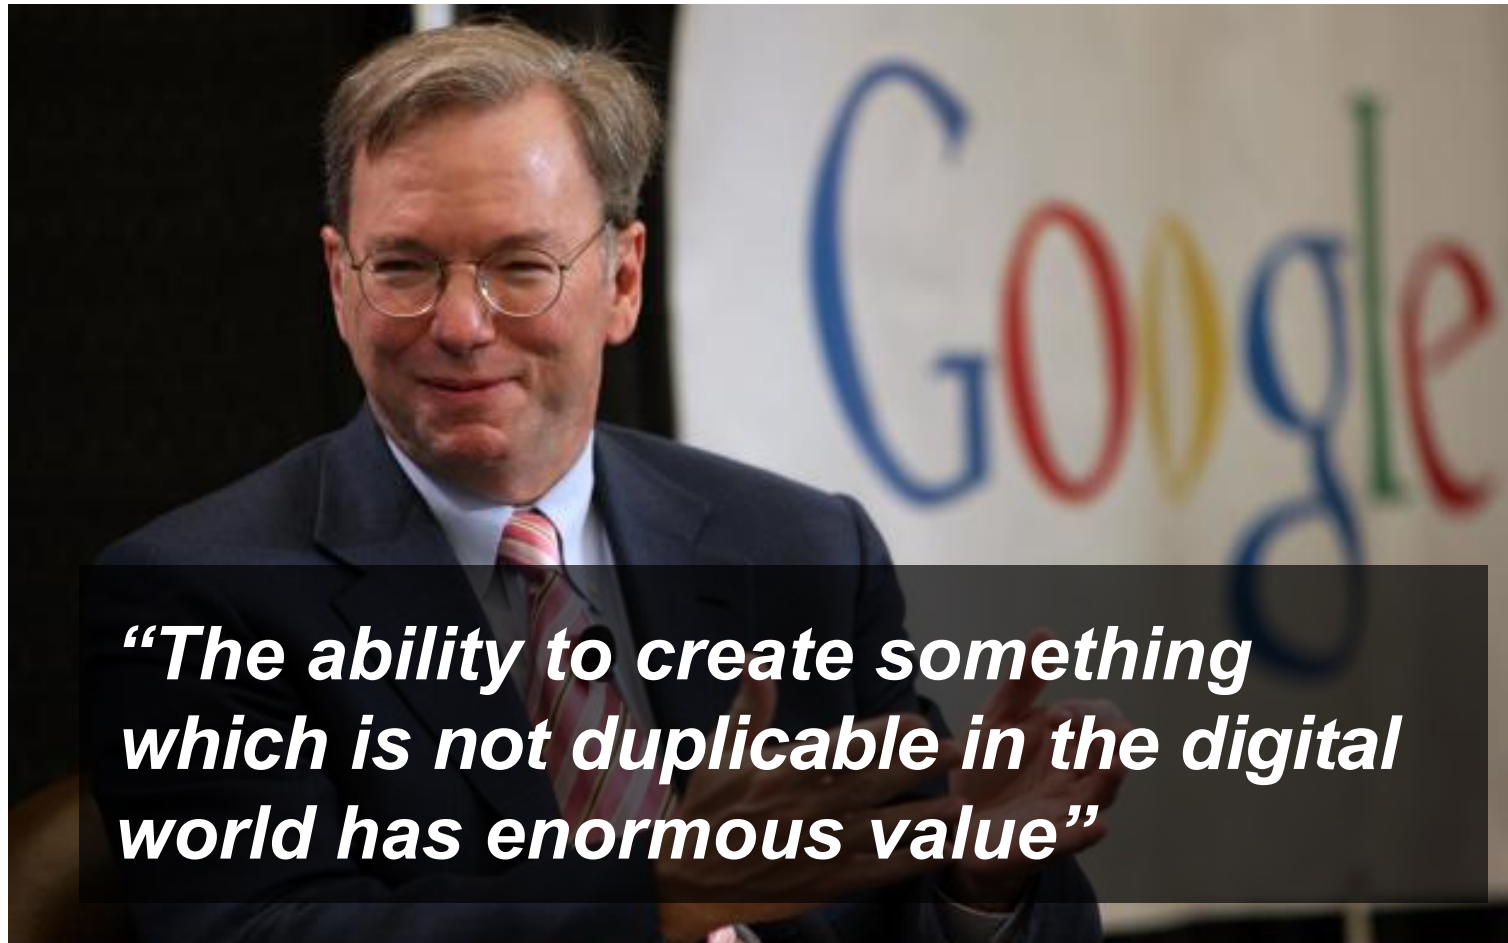 Google
“The ability to create something
which is not duplicable in the digital
world has enormous value”